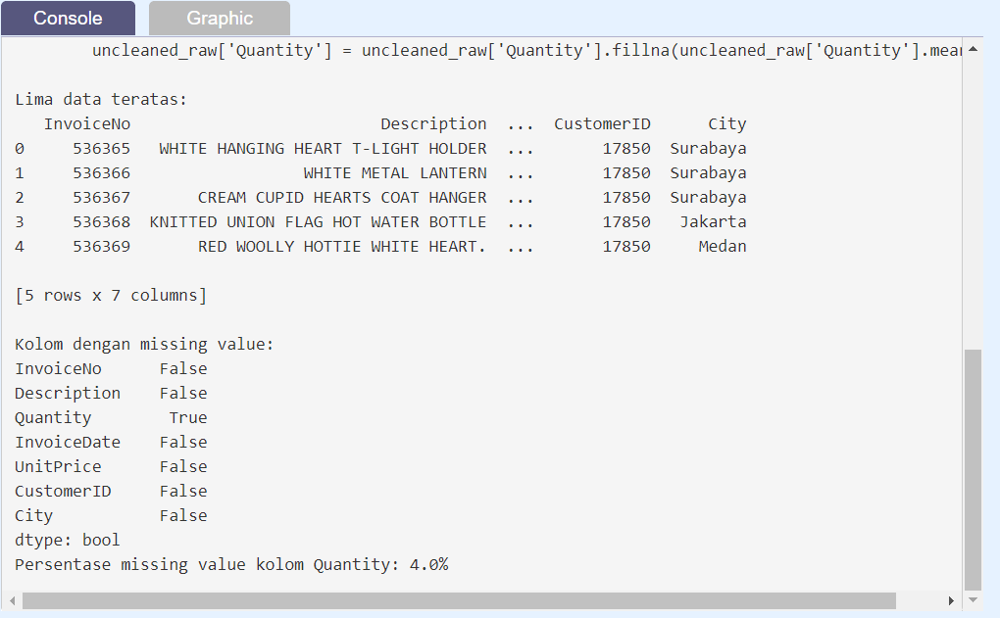 Console Graphic
uncleaned_raw['Quantity'] = uncleaned_raw['Quantity'].fillna(uncleaned_raw['Quantity'].mean
Lima data teratas:
InvoiceNo Description ... CustomerID City
0 536365 WHITE HANGING HEART T-LIGHT HOLDER ... 17850 Surabaya
1 536366 WHITE METAL LANTERN ... 17850 Surabaya
2 536367 CREAM CUPID HEARTS COAT HANGER ... 17850 Surabaya
3 536368 KNITTED UNION FLAG HOT WATER BOTTLE ... 17850 Jakarta
4 536369 RED WOOLLY HOTTIE WHITE HEART. ... 17850 Medan
[5 rows x 7 columns]
Kolom dengan missing value:
InvoiceNo False
Description False
Quantity True
InvoiceDate False
UnitPrice False
CustomerID False
City False
dtype: bool
Persentase missing value kolom Quantity: 4.0%